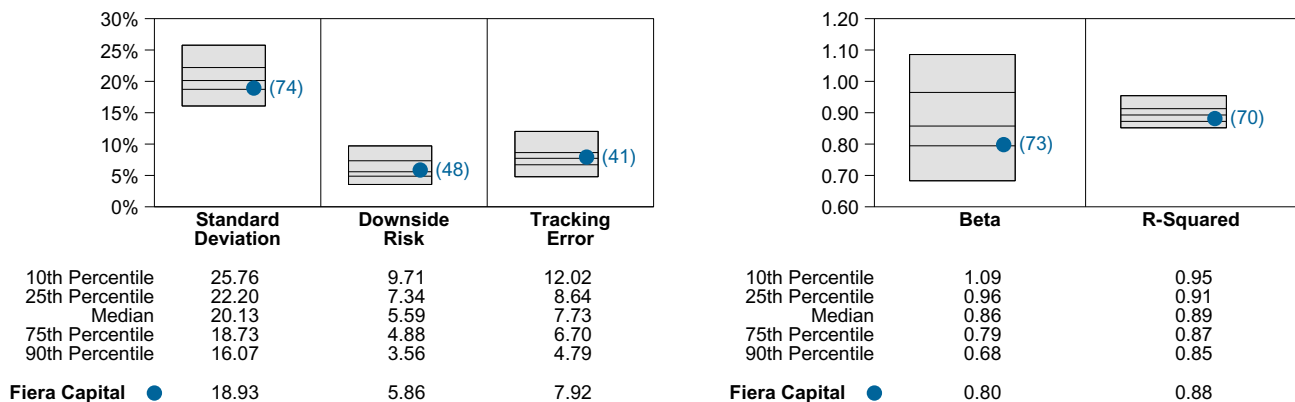 30%
25%
20%
15%
10%
5%
0%
(74)
(48)
(41)
Standard Deviation
Downside Risk
Tracking Error
10th Percentile 25.76 9.71 12.02
25th Percentile 22.20 7.34 8.64
Median 20.13 5.59 7.73
75th Percentile 18.73 4.88 6.70
90th Percentile 16.07 3.56 4.79
Fiera Capital 18.93 5.86 7.92
1.20
1.10
1.00
0.90
0.80
0.70
0.60
(73)
(70)
Beta R-Squared
10th Percentile 1.09 0.95
25th Percentile 0.96 0.91
Median 0.86 0.89
75th Percentile 0.79 0.87
90th Percentile 0.68 0.85
Fiera Capital 0.80 0.88